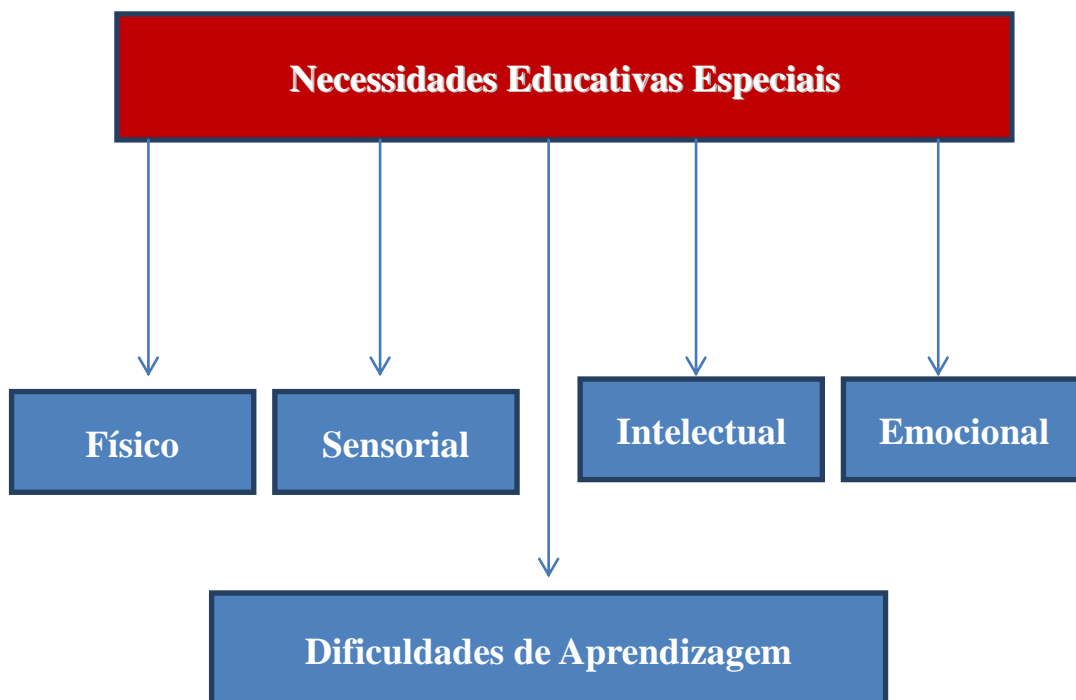 Necessidades Educativas Especiais
Físico
Sensorial
Intelectual
Emocional
Dificuldades de Aprendizagem